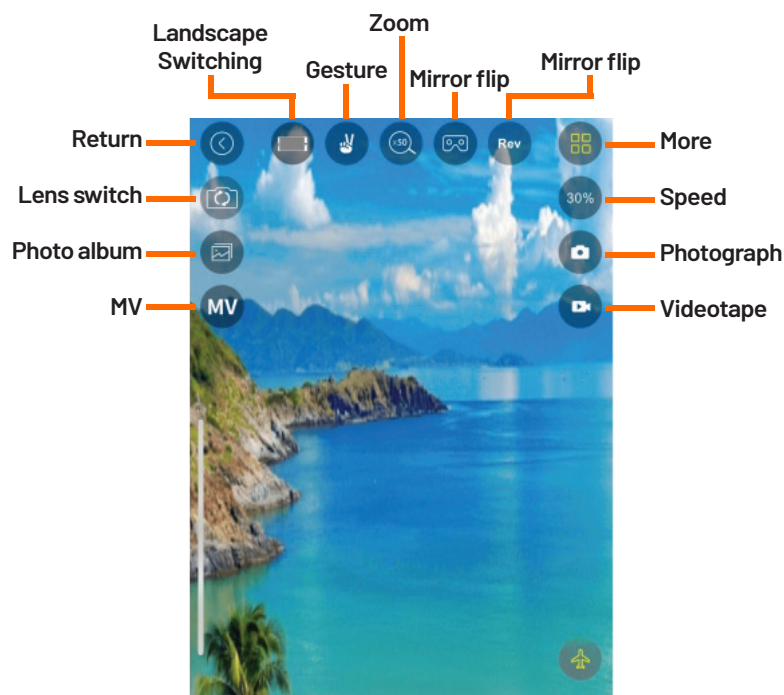 Zoom
Landscape
Switching
Gesture
Mirror flip
Mirror flip
Return
x50
Rev
More
Lens switch
30%
Speed
Photo album
Photograph
MV
MV
Videotape